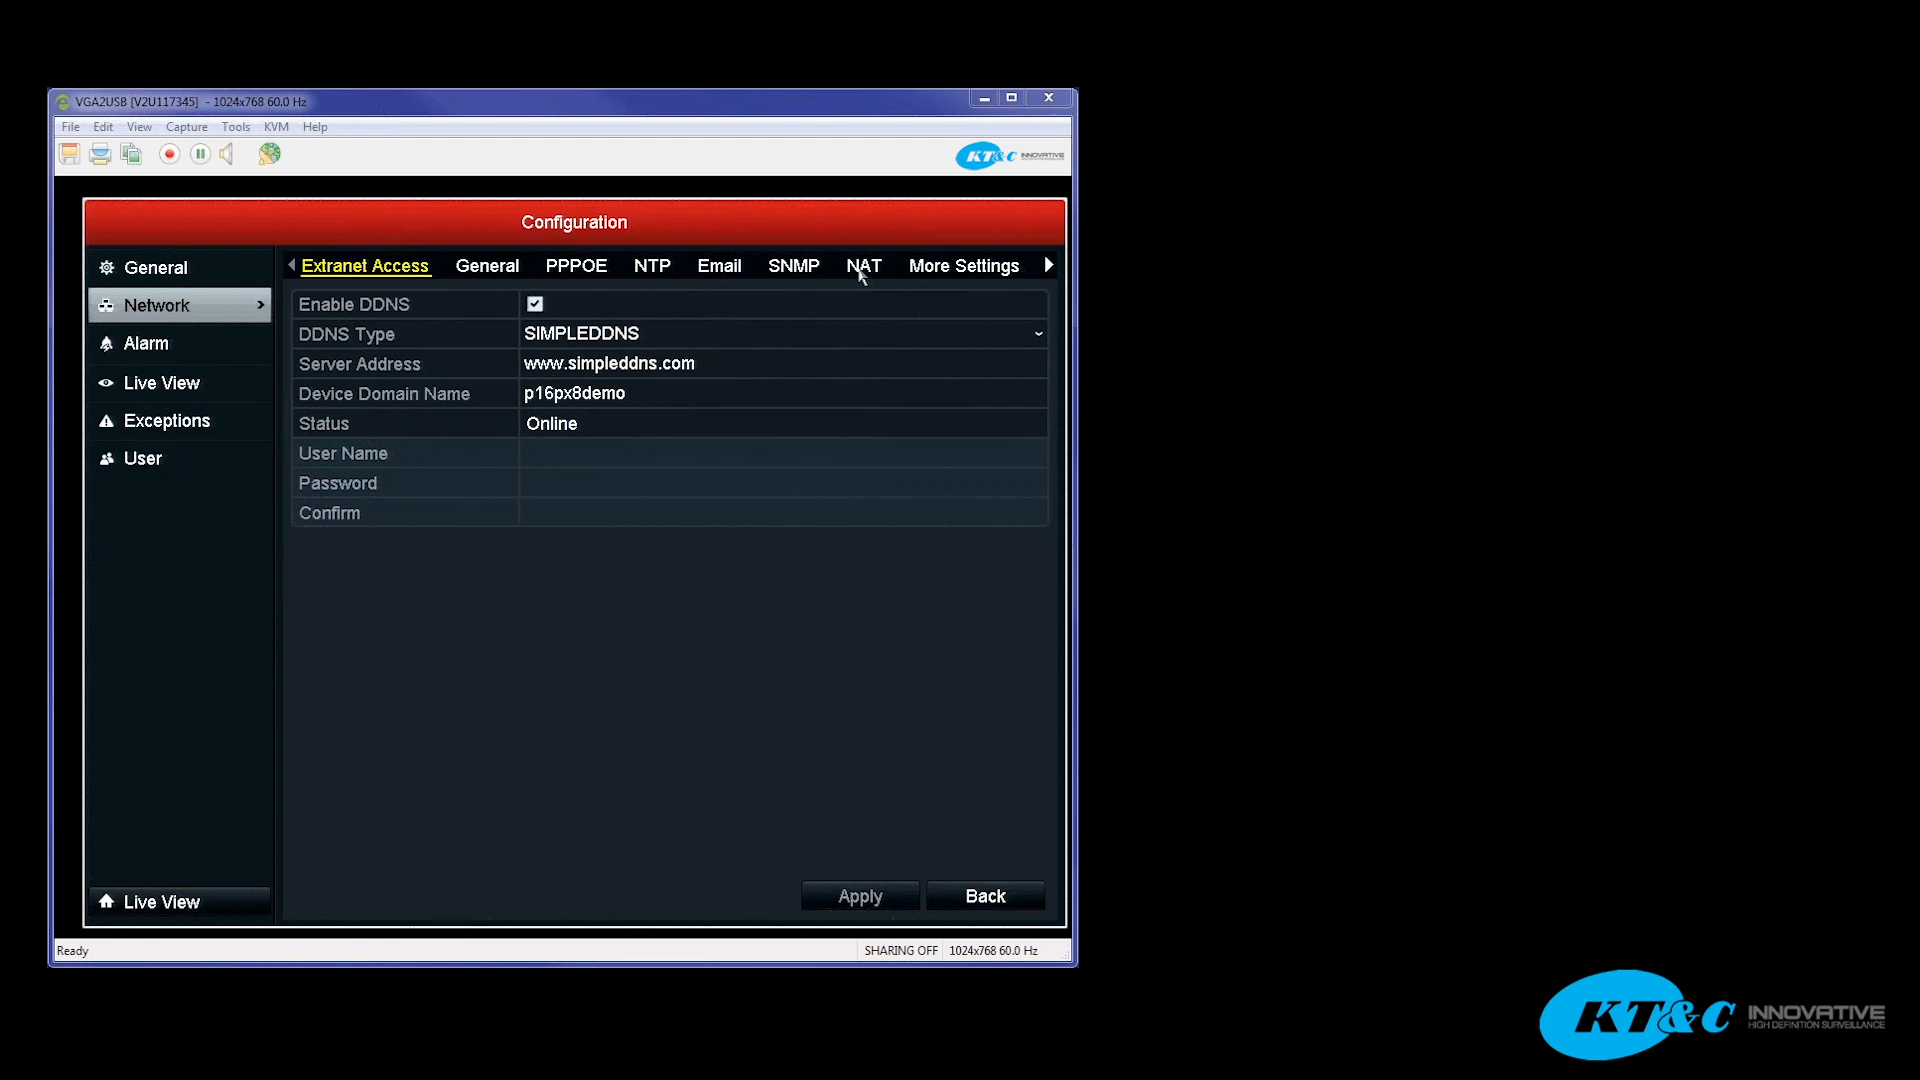 VGA2USB [V2U117345] - 1024x768 60.0 Hz
File Edit View Capture Tools KVM Help
KT&C INNOVATIVE
Configuration
General
Network
Alarm
Live View
Exceptions
User
Live View
Extranet Access General PPPOE NTP Email SNMP NAT More Settings
Enable DDNS
DDNS Type SIMPLEDDNS
Server Address www.simpleddns.com
Device Domain Name p16px8demo
Status Online
User Name
Password
Confirm
Apply Back
Ready SHARING OFF 1024x768 60.0 Hz
KT&C INNOVATIVE
HIGH DEFINITION SURVEILLANCE